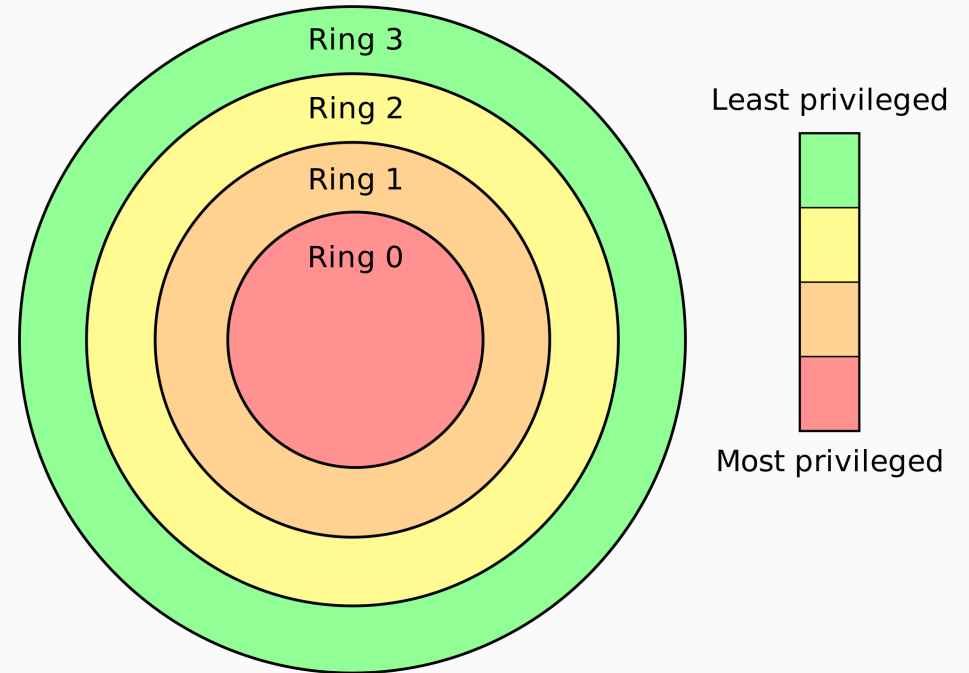 Ring 3
Ring 2
Ring 1
Ring 0
Least privileged
Most privileged